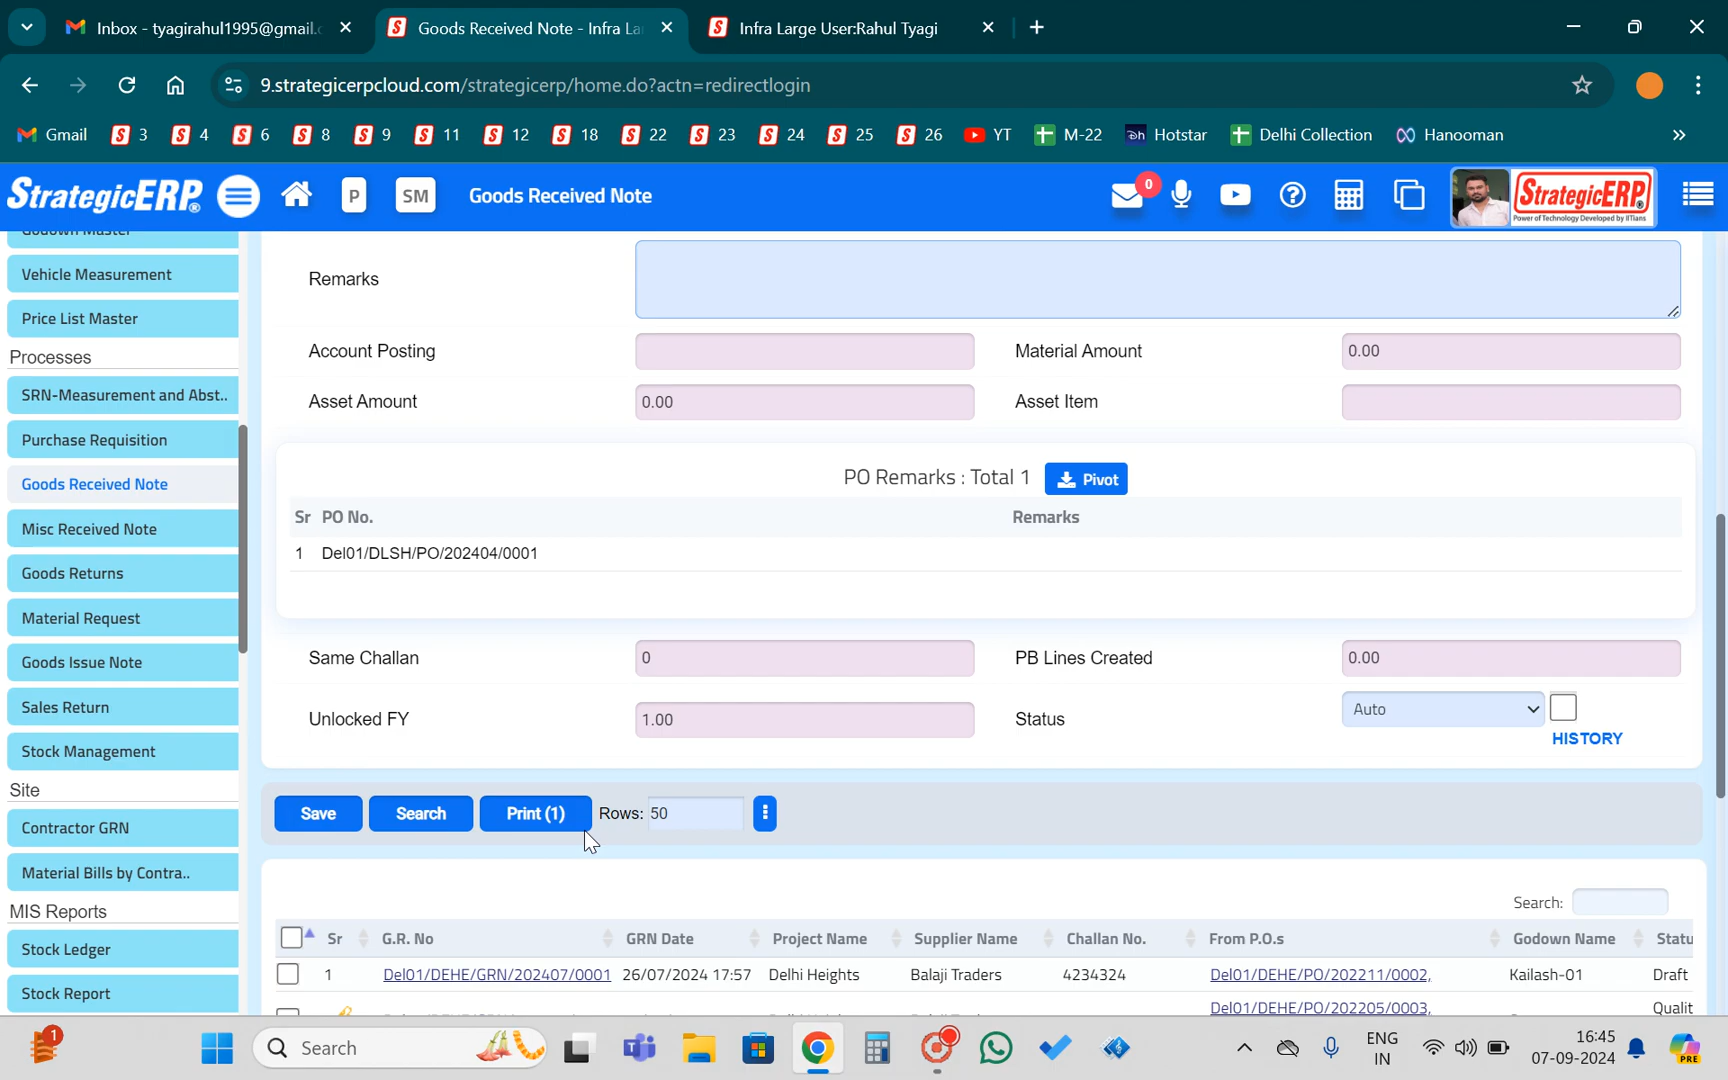 Inbox - tyagirahul1995@gmail.c
Goods Received Note - Infra La
Infra Large User:Rahul Tyagi
9.strategicerpcloud.com/strategicerp/home.do?actn=redirectlogin
Gmail 3 4 6 8 9 11 12 18 22 23 24 25 26 YT M-22 Hotstar Delhi Collection Hanooman »
StrategicERP P SM Goods Received Note 0 StrategicERP
Power of Technology Developed by IITians
Godown Master
Vehicle Measurement
Price List Master
Processes
SRN-Measurement and Abst..
Purchase Requisition
Goods Received Note
Misc Received Note
Goods Returns
Material Request
Goods Issue Note
Sales Return
Stock Management
Site
Contractor GRN
Material Bills by Contra..
MIS Reports
Stock Ledger
Stock Report
Remarks
Account Posting
Material Amount 0.00
Asset Amount 0.00
Asset Item
PO Remarks : Total 1 Pivot
Sr PO No. Remarks
1 Del01/DLSH/PO/202404/0001
Same Challan 0
PB Lines Created 0.00
Unlocked FY 1.00
Status Auto
HISTORY
Save Search Print (1) Rows: 50
Search:
Sr G.R. No GRN Date Project Name Supplier Name Challan No. From P.O.s Godown Name Statu
1 Del01/DEHE/GRN/202407/0001 26/07/2024 17:57 Delhi Heights Balaji Traders 4234324 Del01/DEHE/PO/202211/0002, Kailash-01 Draft
Del01/DEHE/PO/202205/0003, Qualit
1 Search ENG
IN 16:45
07-09-2024 PRE